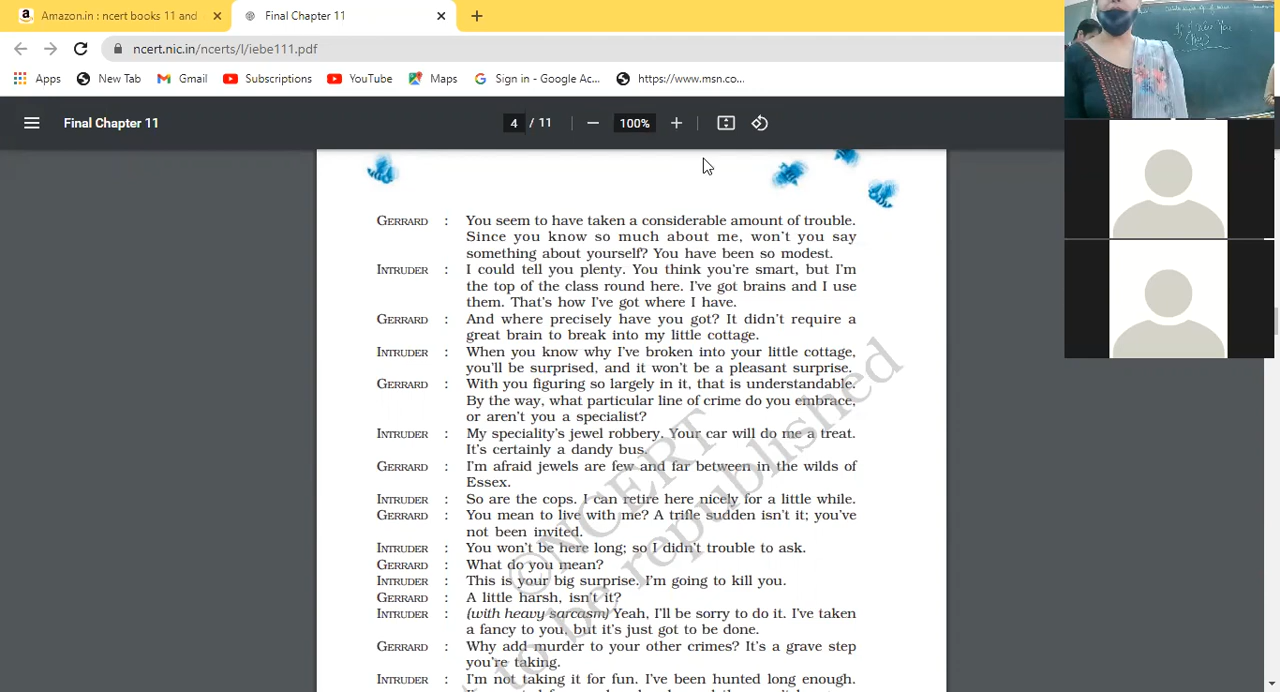 Amazon.in : ncert books 11 and
Final Chapter 11
ncert.nic.in/ncerts/l/iebe111.pdf
Apps
New Tab
Gmail
Subscriptions
YouTube
Maps
Sign in - Google Ac...
https://www.msn.co...
Final Chapter 11
4 / 11
100%
GERRARD : You seem to have taken a considerable amount of trouble.
Since you know so much about me, won't you say
something about yourself? You have been so modest.
INTRUDER : I could tell you plenty. You think you're smart, but I'm
the top of the class round here. I've got brains and I use
them. That's how I've got where I have.
GERRARD : And where precisely have you got? It didn't require a
great brain to break into my little cottage.
INTRUDER : When you know why I've broken into your little cottage,
you'll be surprised, and it won't be a pleasant surprise.
GERRARD : With you figuring so largely in it, that is understandable.
By the way, what particular line of crime do you embrace,
or aren't you a specialist?
INTRUDER : My speciality's jewel robbery. Your car will do me a treat.
It's certainly a dandy bus.
GERRARD : I'm afraid jewels are few and far between in the wilds of
Essex.
INTRUDER : So are the cops. I can retire here nicely for a little while.
GERRARD : You mean to live with me? A trifle sudden isn't it; you've
not been invited.
INTRUDER : You won't be here long; so I didn't trouble to ask.
GERRARD : What do you mean?
INTRUDER : This is your big surprise. I'm going to kill you.
GERRARD : A little harsh, isn't it?
INTRUDER : (with heavy sarcasm) Yeah, I'll be sorry to do it. I've taken
a fancy to you, but it's just got to be done.
GERRARD : Why add murder to your other crimes? It's a grave step
you're taking.
INTRUDER : I'm not taking it for fun. I've been hunted long enough.
©NCERT
to be republished